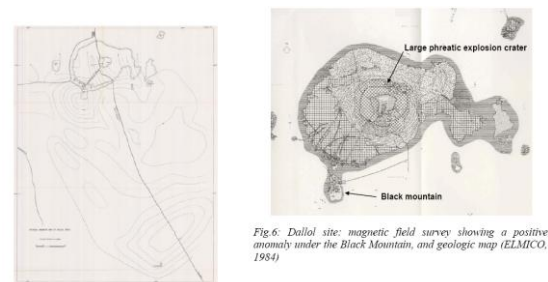 Large phreatic explosion crater
Black mountain
Fig.6: Dallol site: magnetic field survey showing a positive
anomaly under the Black Mountain, and geologic map (ELMICO,
1984)